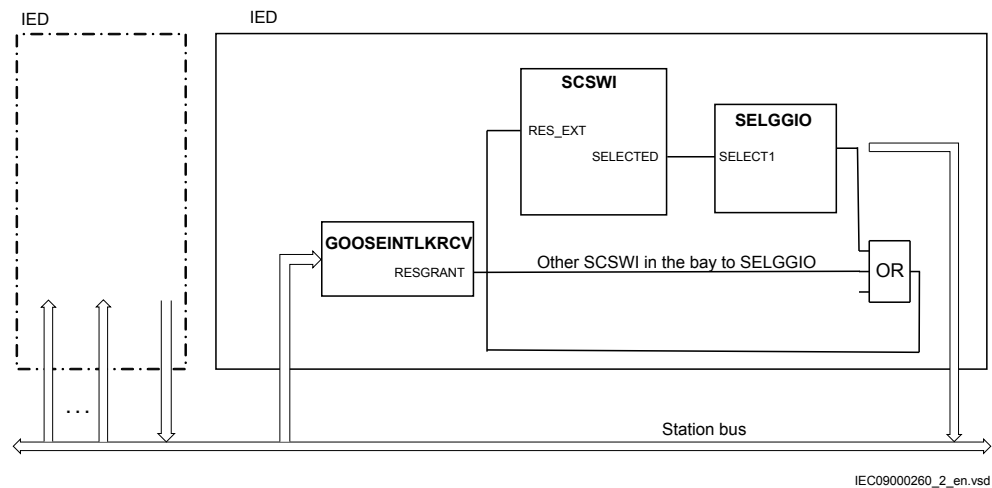 IED
IED
SCSWI
RES_EXT
SELECTED
SELGGIO
SELECT1
GOOSEINTLKRCV
RESGRANT
Other SCSWI in the bay to SELGGIO
OR
. . .
Station bus
IEC09000260_2_en.vsd